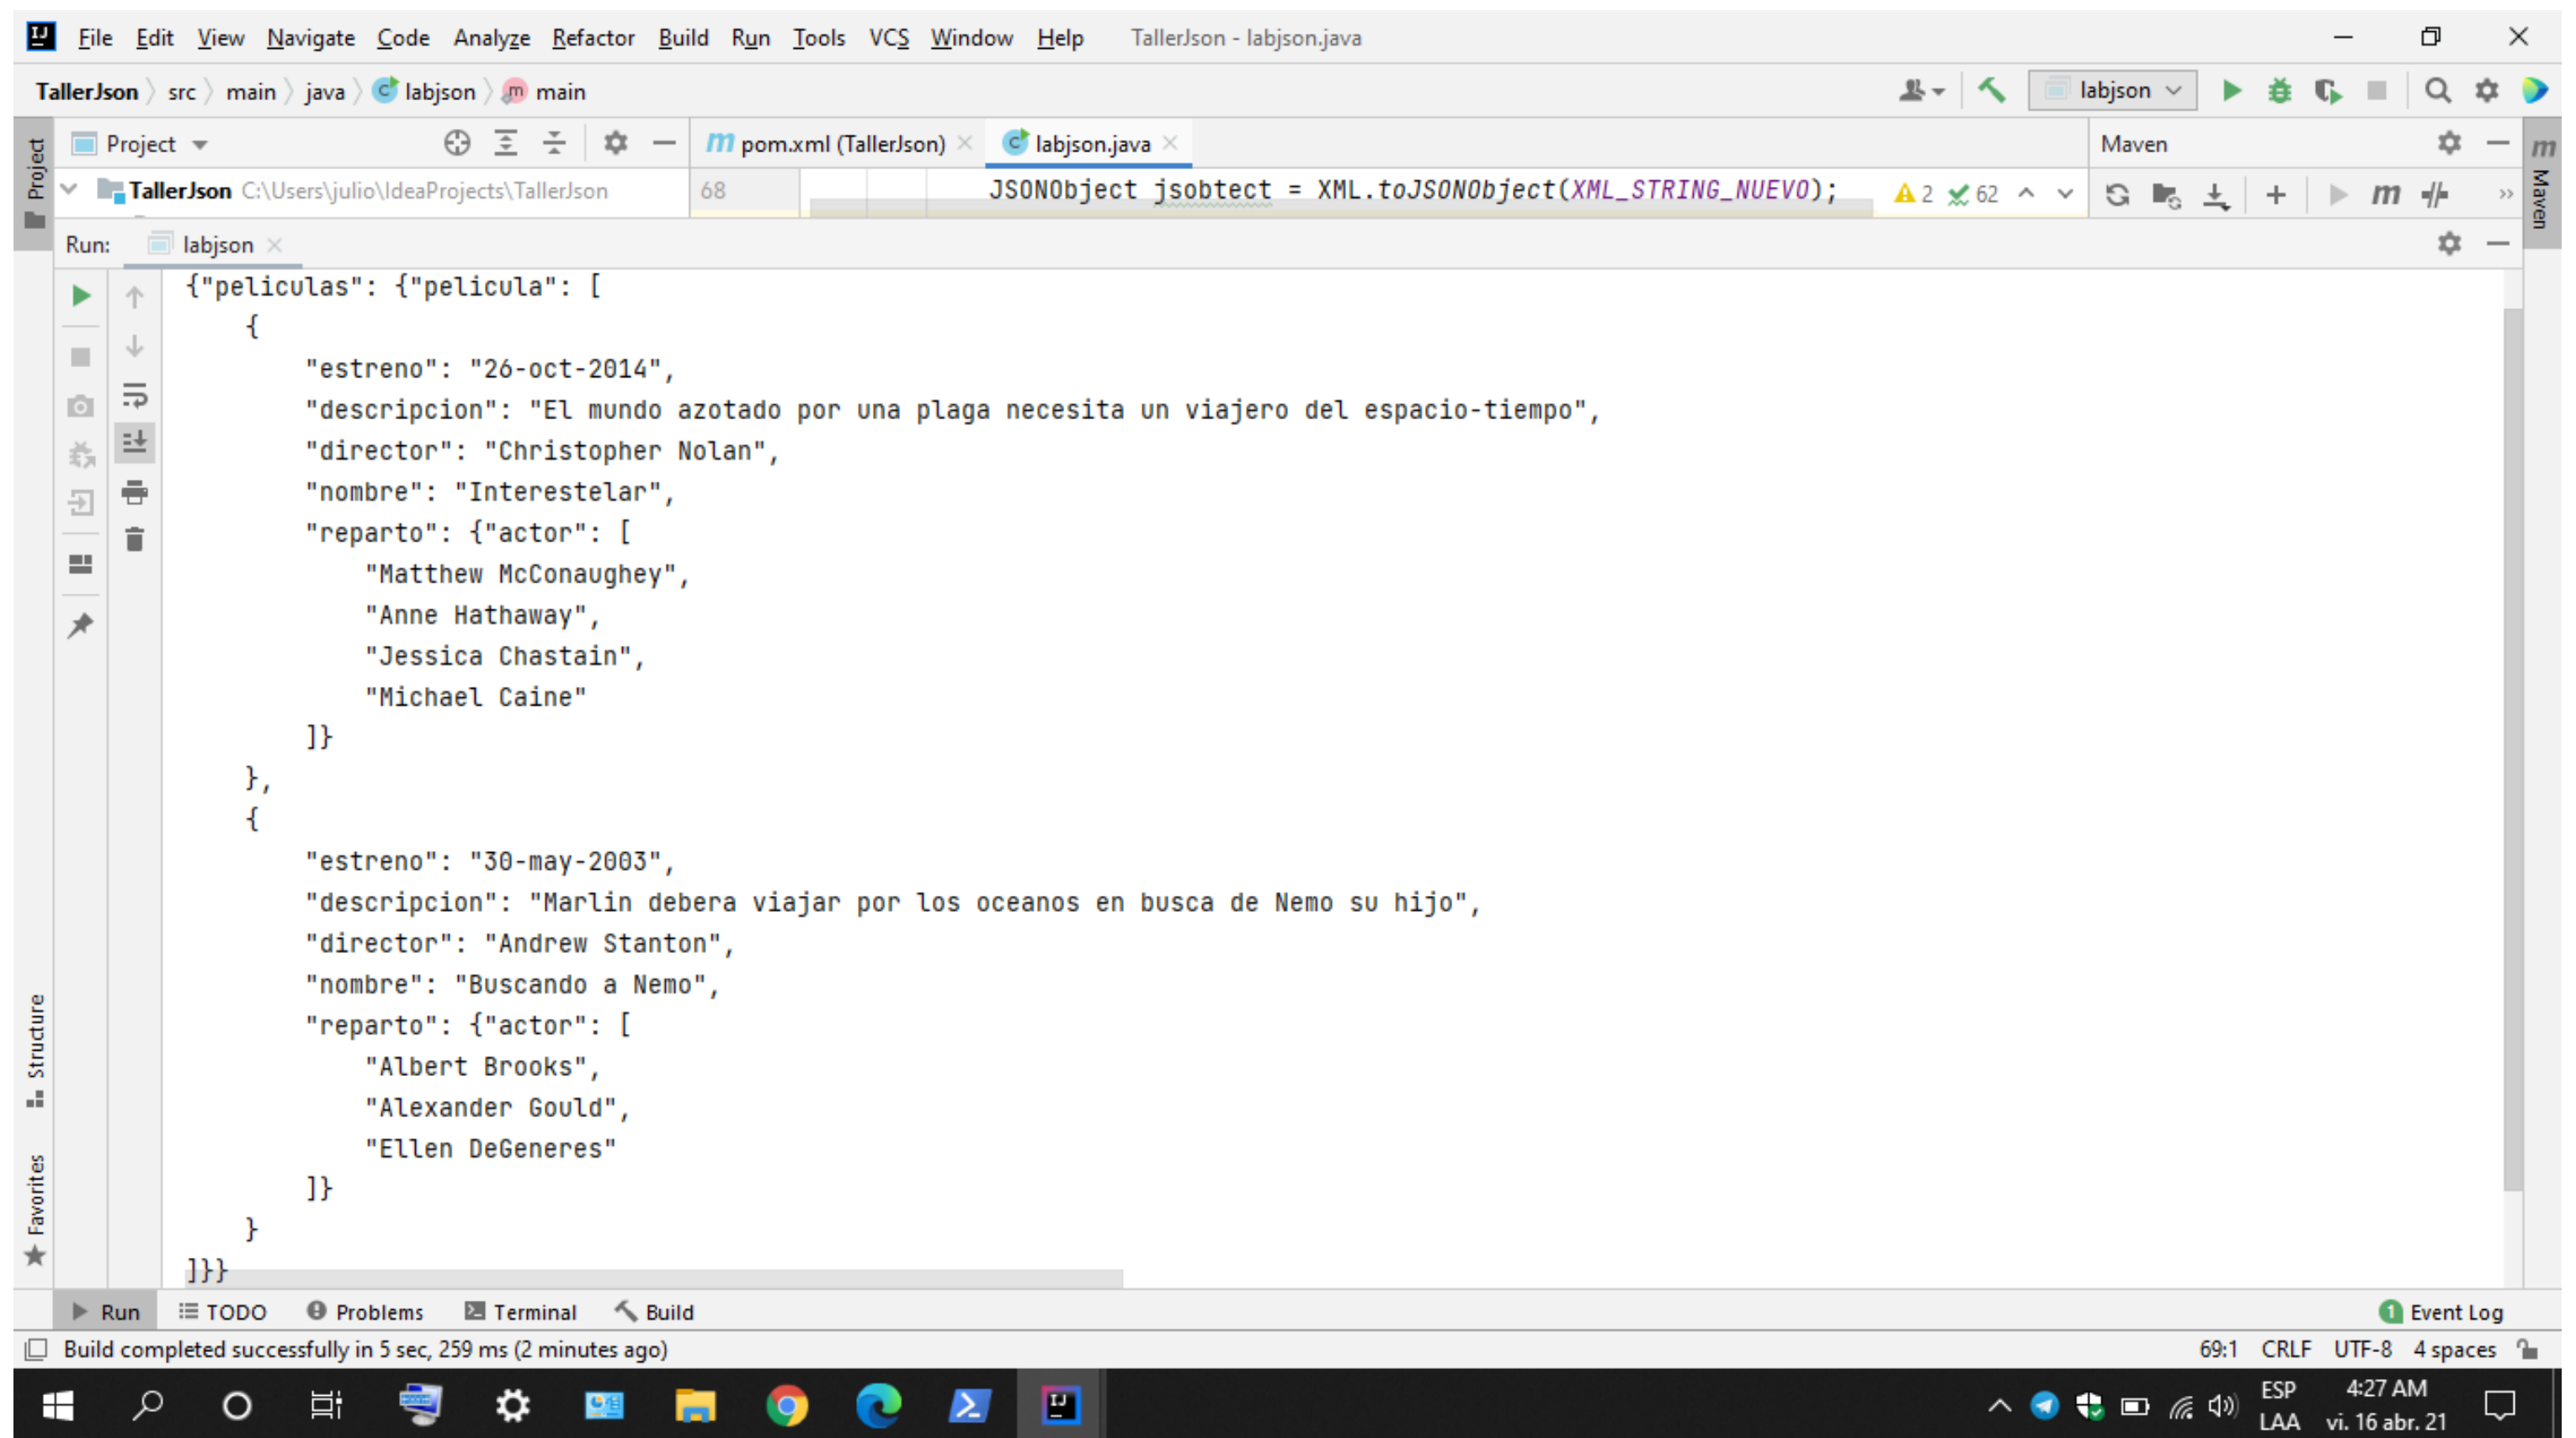 File Edit View Navigate Code Analyze Refactor Build Run Tools VCS Window Help TallerJson - labjson.java
TallerJson src main java labjson main labjson
Project pom.xml (TallerJson) labjson.java Maven
TallerJson C:\Users\julio\IdeaProjects\TallerJson 68 JSONObject jsobtect = XML.toJSONObject(XML_STRING_NUEVO); 2 62
Run: labjson
{"peliculas": {"pelicula": [
{
"estreno": "26-oct-2014",
"descripcion": "El mundo azotado por una plaga necesita un viajero del espacio-tiempo",
"director": "Christopher Nolan",
"nombre": "Interestelar",
"reparto": {"actor": [
"Matthew McConaughey",
"Anne Hathaway",
"Jessica Chastain",
"Michael Caine"
]}
},
{
"estreno": "30-may-2003",
"descripcion": "Marlin debera viajar por los oceanos en busca de Nemo su hijo",
"director": "Andrew Stanton",
"nombre": "Buscando a Nemo",
"reparto": {"actor": [
"Albert Brooks",
"Alexander Gould",
"Ellen DeGeneres"
]}
}
]}}
Project
Structure
Favorites
Maven
Run TODO Problems Terminal Build 1 Event Log
Build completed successfully in 5 sec, 259 ms (2 minutes ago) 69:1 CRLF UTF-8 4 spaces
ESP 4:27 AM
LAA vi. 16 abr. 21